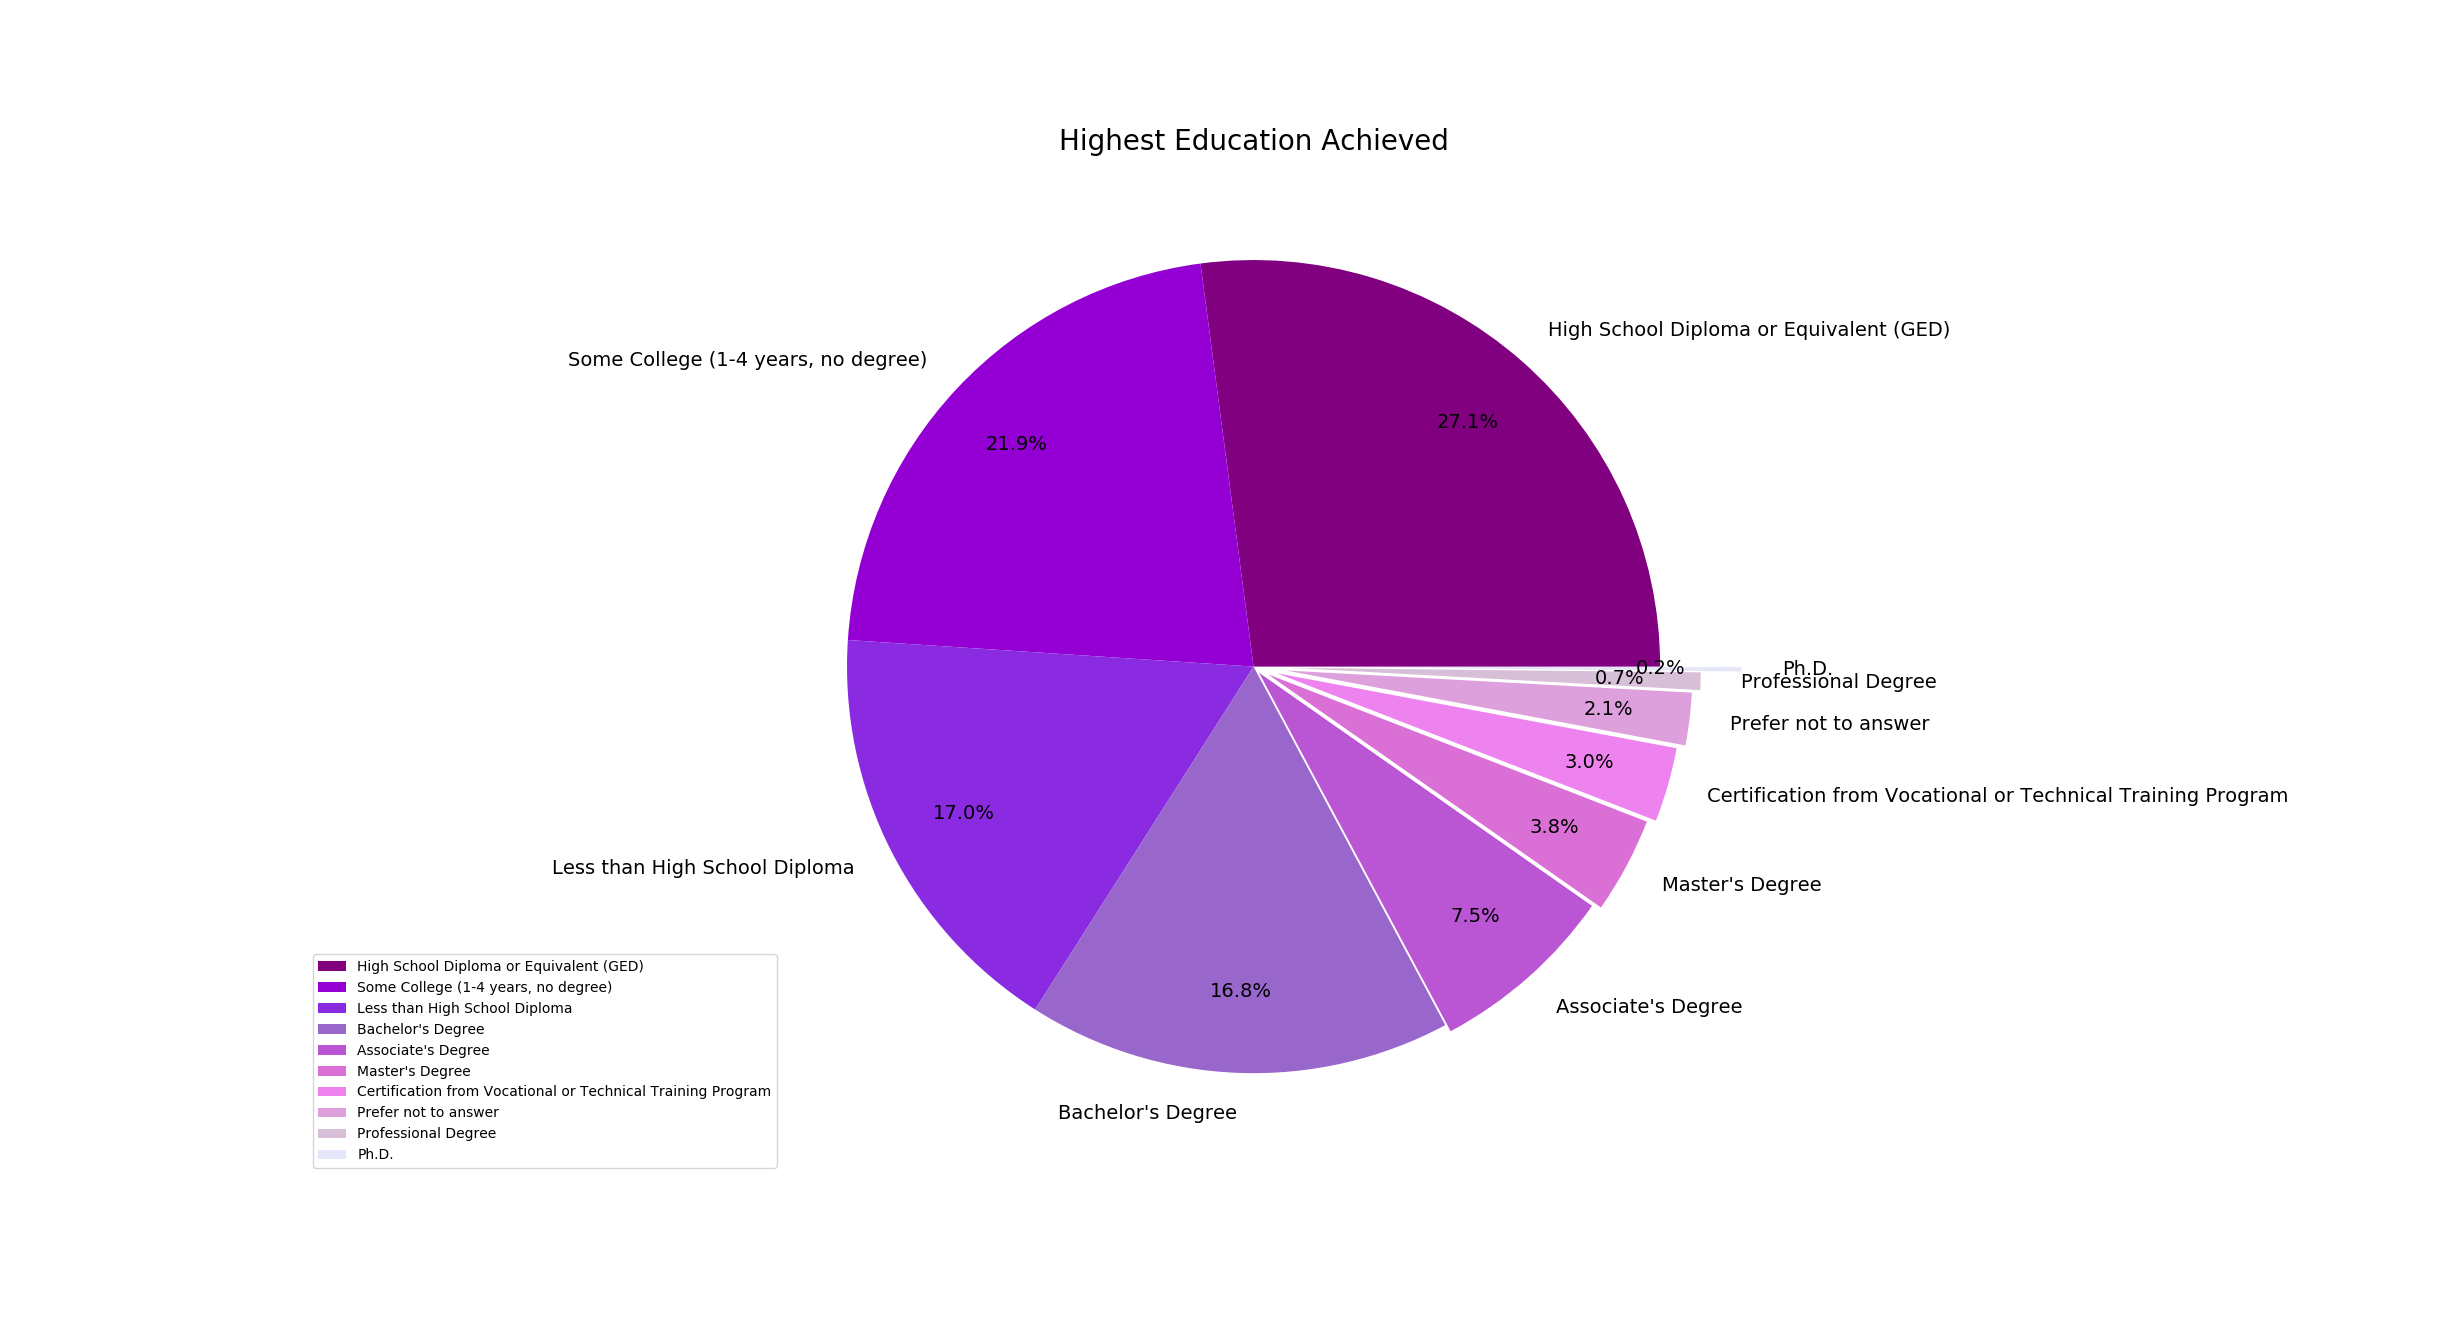 Highest Education Achieved
High School Diploma or Equivalent (GED)
Some College (1-4 years, no degree)
27.1%
21.9%
0.2%
Ph.D.
0.7%
Professional Degree
2.1%
Prefer not to answer
3.0%
Certification from Vocational or Technical Training Program
17.0%
3.8%
Less than High School Diploma
Master's Degree
7.5%
16.8%
Associate's Degree
Bachelor's Degree
High School Diploma or Equivalent (GED)
Some College (1-4 years, no degree)
Less than High School Diploma
Bachelor's Degree
Associate's Degree
Master's Degree
Certification from Vocational or Technical Training Program
Prefer not to answer
Professional Degree
Ph.D.